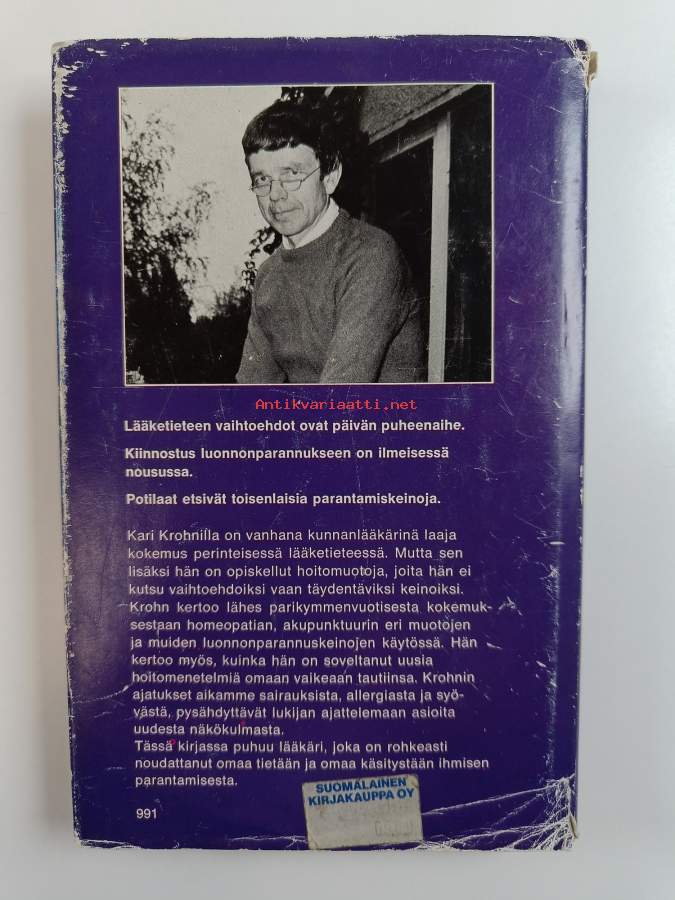 Antikvariaatti.net
Lääketieteen vaihtoehdot ovat päivän puheenaihe.
Kiinnostus luonnonparannukseen on ilmeisessä
nousussa.
Potilaat etsivät toisenlaisia parantamiskeinoja.
Kari Krohnilla on vanhana kunnanlääkärinä laaja
kokemus perinteisessä lääketieteessä. Mutta sen
lisäksi hän on opiskellut hoitomuotoja, joita hän ei
kutsu vaihtoehdoiksi vaan täydentäviksi keinoiksi.
Krohn kertoo lähes parikymmenvuotisesta kokemuk-
sestaan homeopatian, akupunktuurin eri muotojen
ja muiden luonnonparannuskeinojen käytössä. Hän
kertoo myös, kuinka hän on soveltanut uusia
hoitomenetelmiä omaan vaikeaan tautiinsa. Krohnin
ajatukset aikamme sairauksista, allergiasta ja syö-
västä, pysähdyttävät lukijan ajattelemaan asioita
uudesta näkökulmasta.
Tässä kirjassa puhuu lääkäri, joka on rohkeasti
noudattanut omaa tietään ja omaa käsitystään ihmisen
parantamisesta.
SUOMALAINEN
KIRJAKAUPPA OY
991